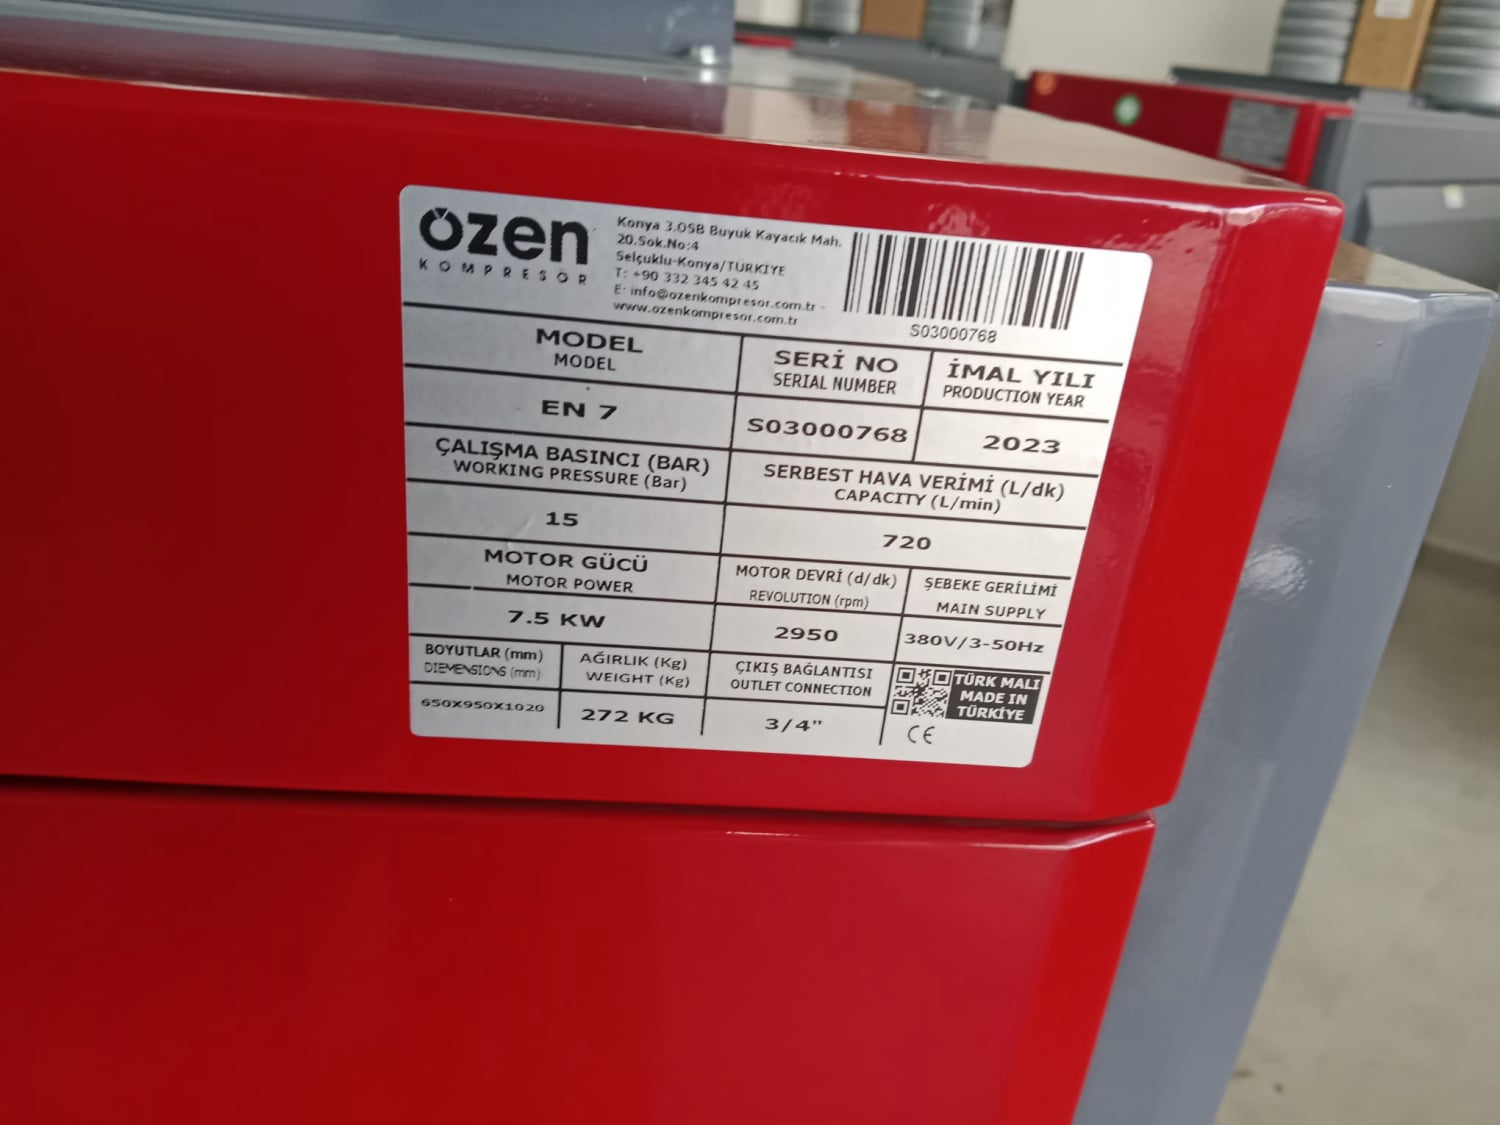 özen
KOMPRESÖR
Konya 3.OSB Buyuk Kayacık Mah.
20.Sok.No:4
Selçuklu-Konya/TÜRKİYE
T: +90 332 345 42 45
E: info@ozenkompresor.com.tr -
www.ozenkompresor.com.tr
S03000768
MODEL
MODEL
SERİ NO
SERIAL NUMBER
İMAL YILI
PRODUCTION YEAR
EN 7
S03000768
2023
ÇALIŞMA BASINCI (BAR)
WORKING PRESSURE (Bar)
SERBEST HAVA VERİMİ (L/dk)
CAPACITY (L/min)
15
720
MOTOR GÜCÜ
MOTOR POWER
MOTOR DEVRİ (d/dk)
REVOLUTION (rpm)
ŞEBEKE GERİLİMİ
MAIN SUPPLY
7.5 KW
2950
380V/3-50Hz
BOYUTLAR (mm)
DIEMENSIONS (mm)
AĞIRLIK (Kg)
WEIGHT (Kg)
ÇIKIŞ BAĞLANTISI
OUTLET CONNECTION
TÜRK MALI
MADE IN
TÜRKİYE
650X950X1020
272 KG
3/4"
CE